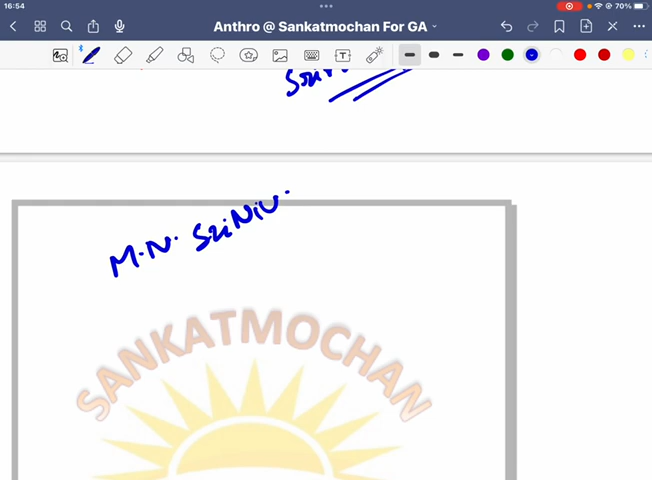 16:54
70%
Anthro @ Sankatmochan For GA
M.N. SriNiv
SANKATMOCHAN